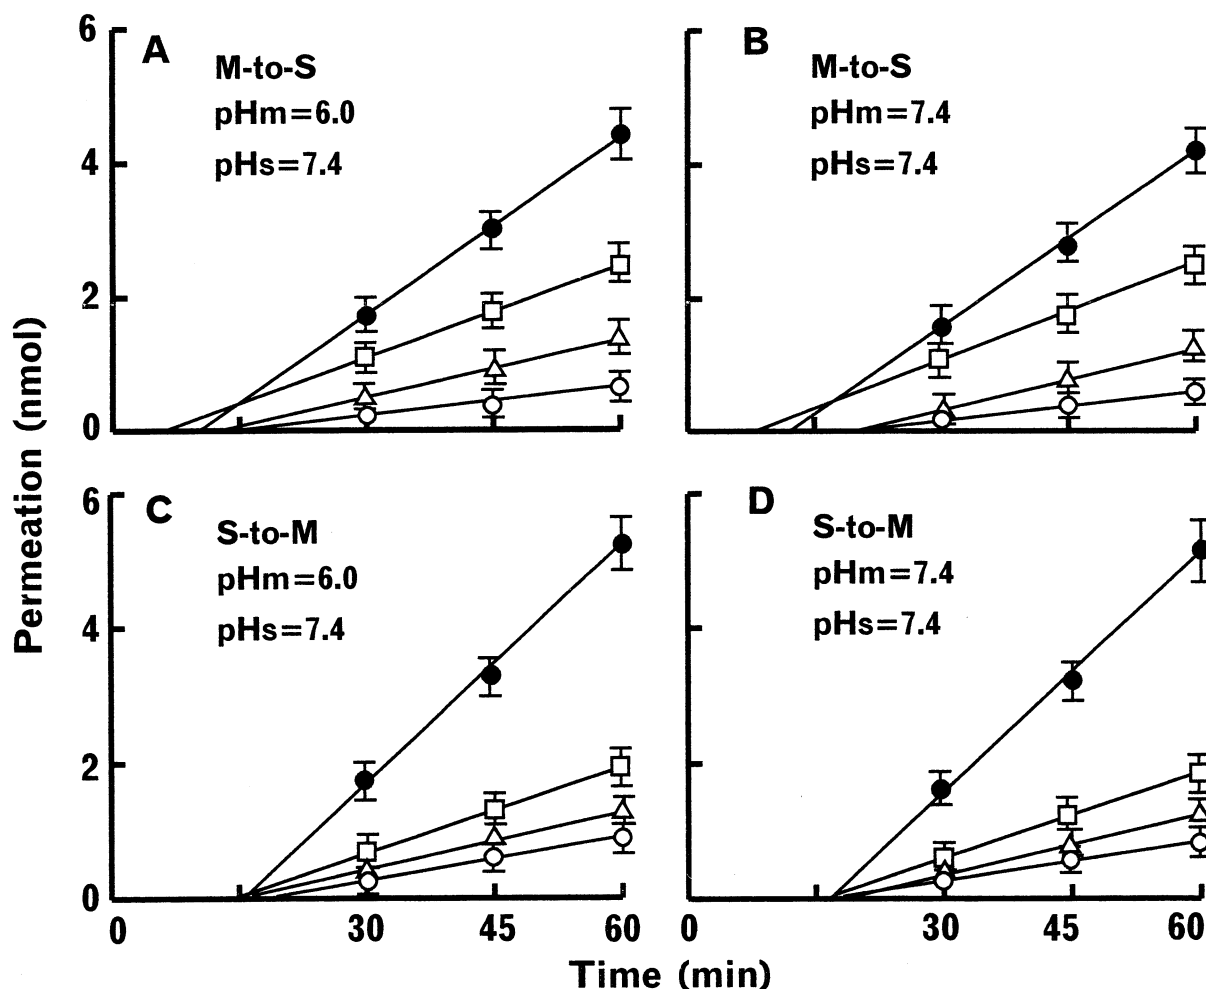 6
A
M-to-S
pHm=6.0
pHs=7.4
B
M-to-S
pHm=7.4
pHs=7.4
4
2
0
6
C
S-to-M
pHm=6.0
pHs=7.4
D
S-to-M
pHm=7.4
pHs=7.4
4
2
0
Permeation (nmol)
0 30 45 60
0 30 45 60
Time (min)